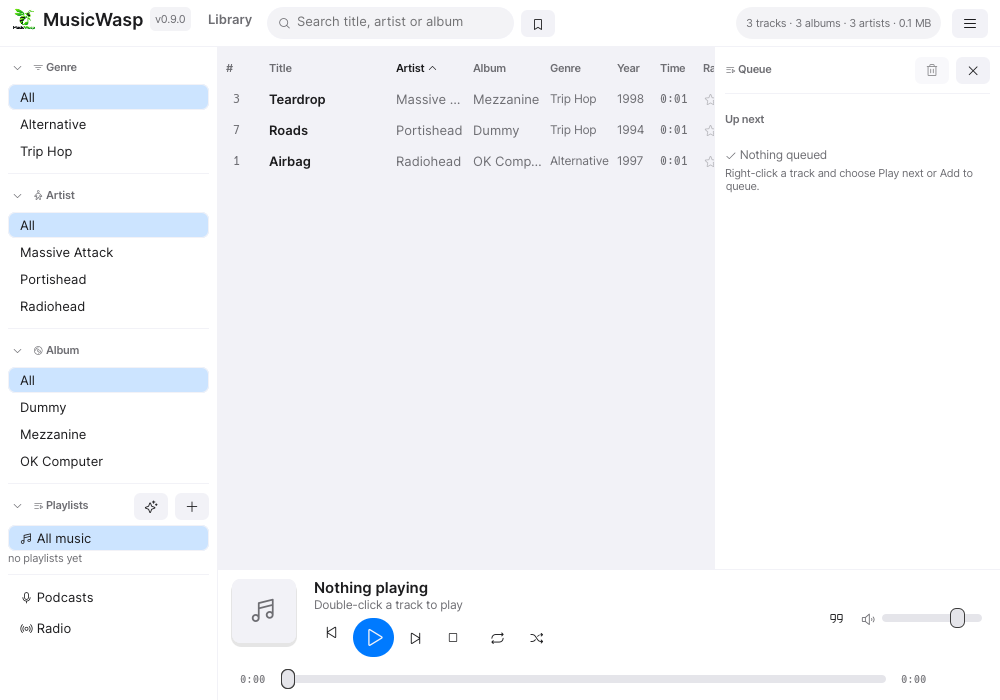 MusicWasp v0.9.0 Library Search title, artist or album 3 tracks · 3 albums · 3 artists · 0.1 MB
Genre
All
Alternative
Trip Hop
Artist
All
Massive Attack
Portishead
Radiohead
Album
All
Dummy
Mezzanine
OK Computer
Playlists
All music
no playlists yet
Podcasts
Radio
# Title Artist Album Genre Year Time Ra
3 Teardrop Massive ... Mezzanine Trip Hop 1998 0:01
7 Roads Portishead Dummy Trip Hop 1994 0:01
1 Airbag Radiohead OK Comp... Alternative 1997 0:01
Queue
Up next
Nothing queued
Right-click a track and choose Play next or Add to
queue.
Nothing playing
Double-click a track to play
0:00 0:00